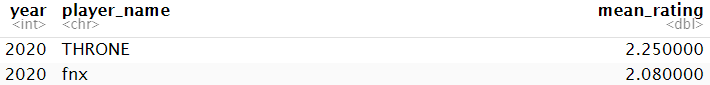 year player_name mean_rating
<int> <chr> <dbl>
2020 THRONE 2.250000
2020 fnx 2.080000